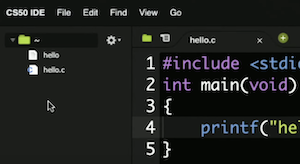 CS50 IDE File Edit Find View Go
~
hello
hello.c
hello.c
1 #include <stdio
2 int main(void)
3 {
4 printf("hel
5 }